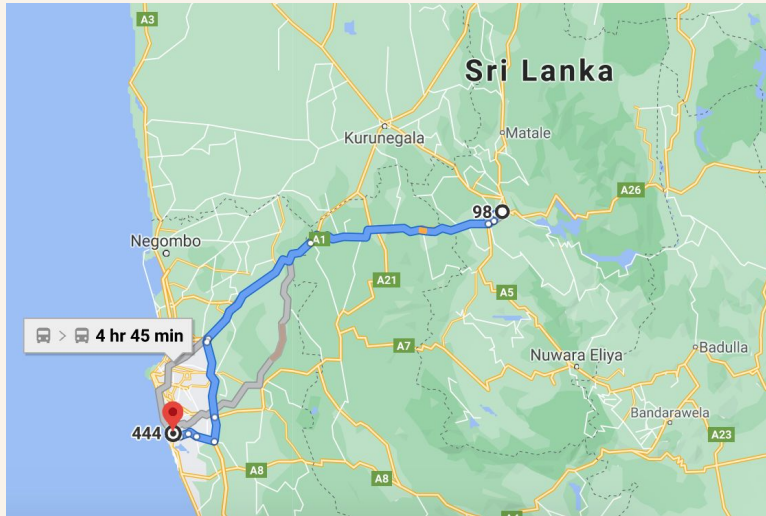 A3
Sri Lanka
Kurunegala
Matale
A26
98
A1
Negombo
A21
A5
4 hr 45 min
A7
Nuwara Eliya
Badulla
444
Bandarawela
A23
A8
A8